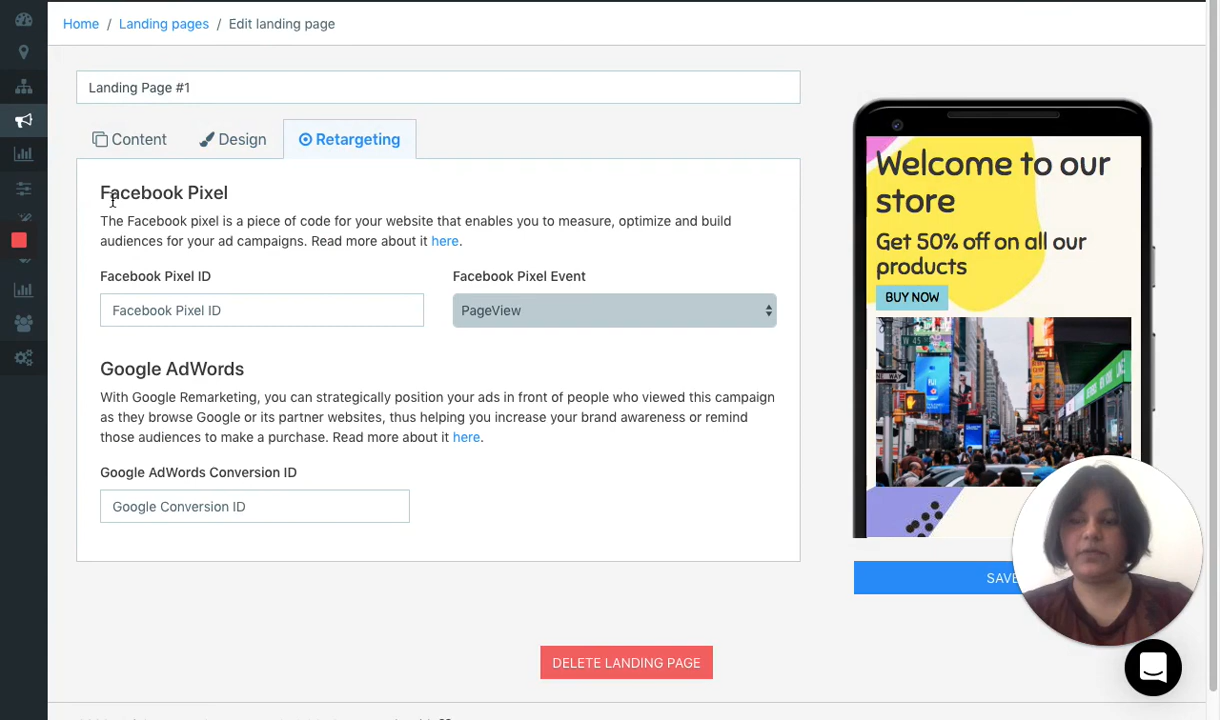 Home / Landing pages / Edit landing page
Landing Page #1
Content
Design
Retargeting
Facebook Pixel
The Facebook pixel is a piece of code for your website that enables you to measure, optimize and build
audiences for your ad campaigns. Read more about it here.
Facebook Pixel ID
Facebook Pixel Event
Facebook Pixel ID
PageView
Google AdWords
With Google Remarketing, you can strategically position your ads in front of people who viewed this campaign
as they browse Google or its partner websites, thus helping you increase your brand awareness or remind
those audiences to make a purchase. Read more about it here.
Google AdWords Conversion ID
Google Conversion ID
Welcome to our
store
Get 50% off on all our
products
BUY NOW
W 45
ONE WAY
SAVE
DELETE LANDING PAGE